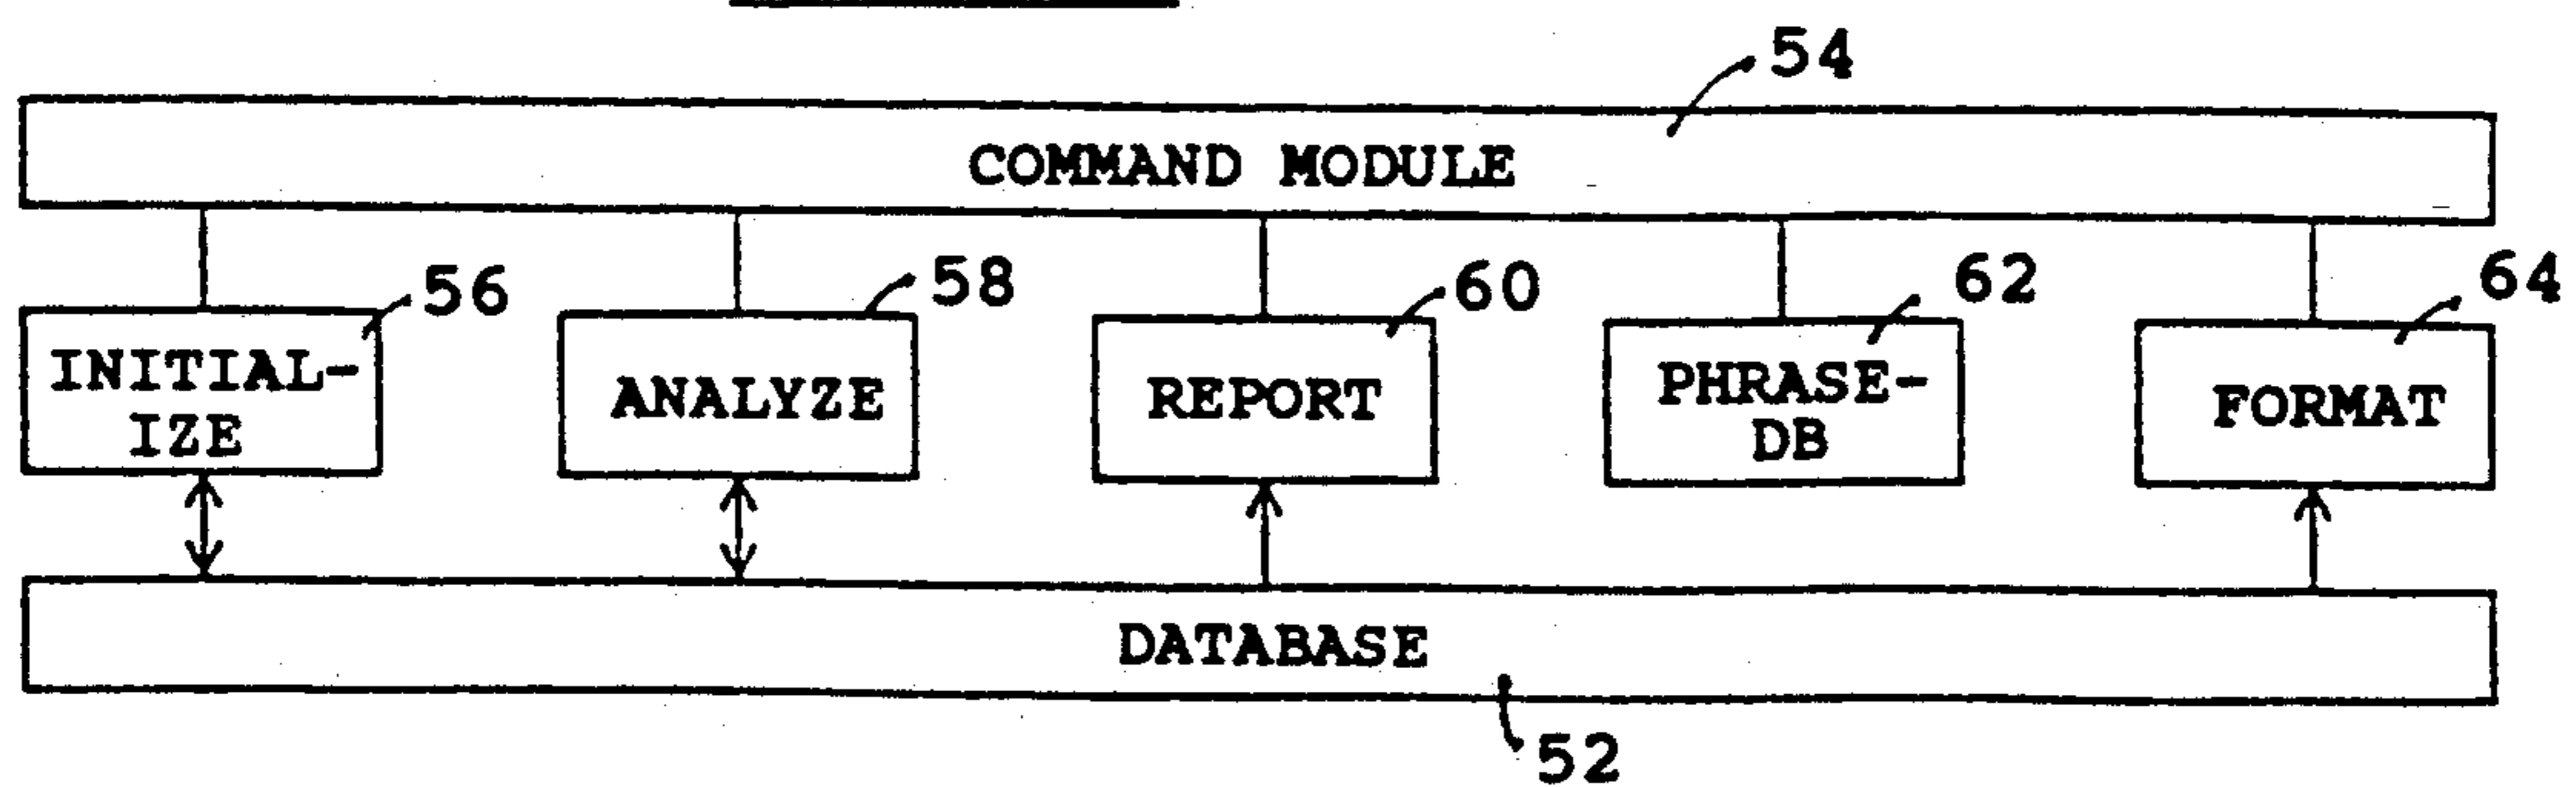 54
COMMAND MODULE
56
58
60
62
64
INITIAL-
IZE
ANALYZE
REPORT
PHRASE-
DB
FORMAT
DATABASE
52